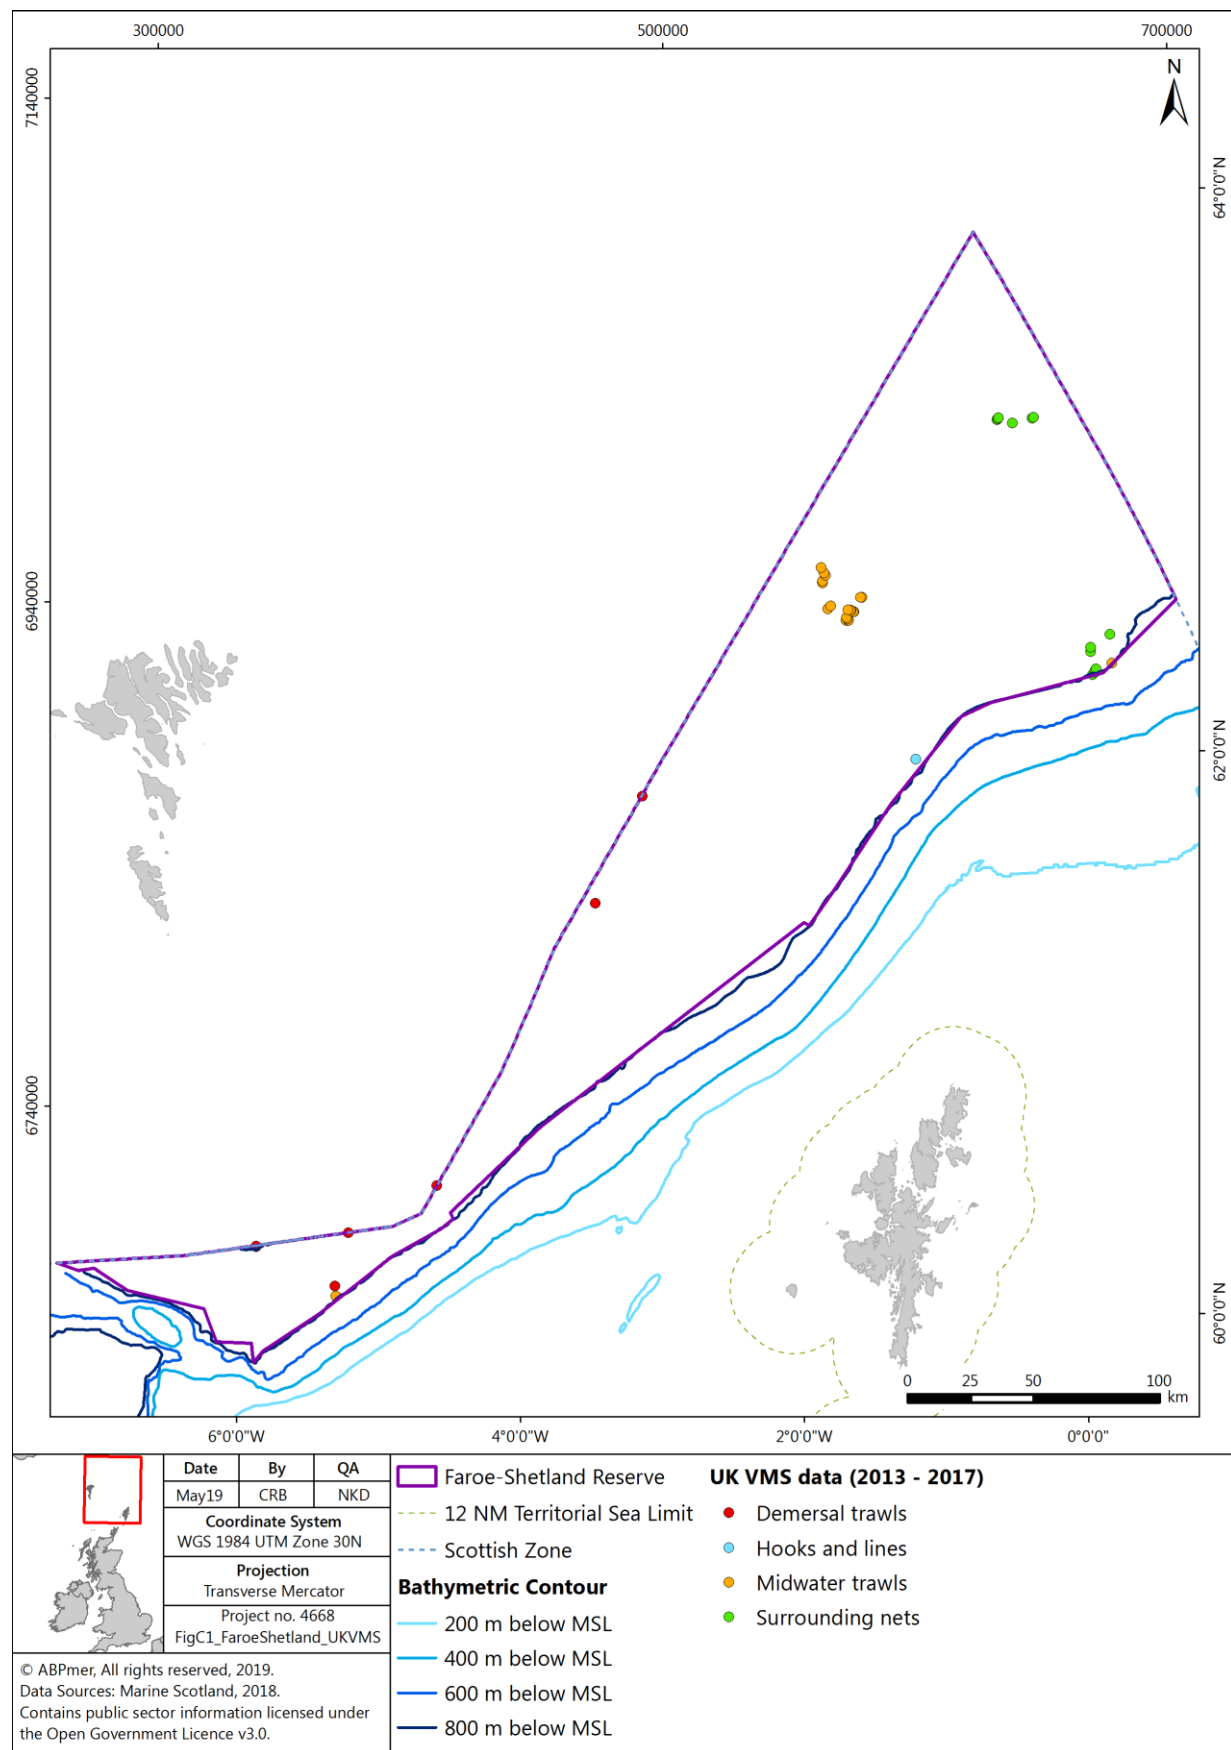 300000
500000
700000
7140000
6940000
6740000
N
64°0'0"N
62°0'0"N
60°0'0"N
0
25
50
100
km
6°0'0"W
4°0'0"W
2°0'0"W
0°0'0"
Date
By
QA
May19
CRB
NKD
Coordinate System
WGS 1984 UTM Zone 30N
Projection
Transverse Mercator
Project no. 4668
FigC1_FaroeShetland_UKVMS
© ABPmer, All rights reserved, 2019.
Data Sources: Marine Scotland, 2018.
Contains public sector information licensed under
the Open Government Licence v3.0.
Faroe-Shetland Reserve
12 NM Territorial Sea Limit
Scottish Zone
Bathymetric Contour
200 m below MSL
400 m below MSL
600 m below MSL
800 m below MSL
UK VMS data (2013 - 2017)
Demersal trawls
Hooks and lines
Midwater trawls
Surrounding nets